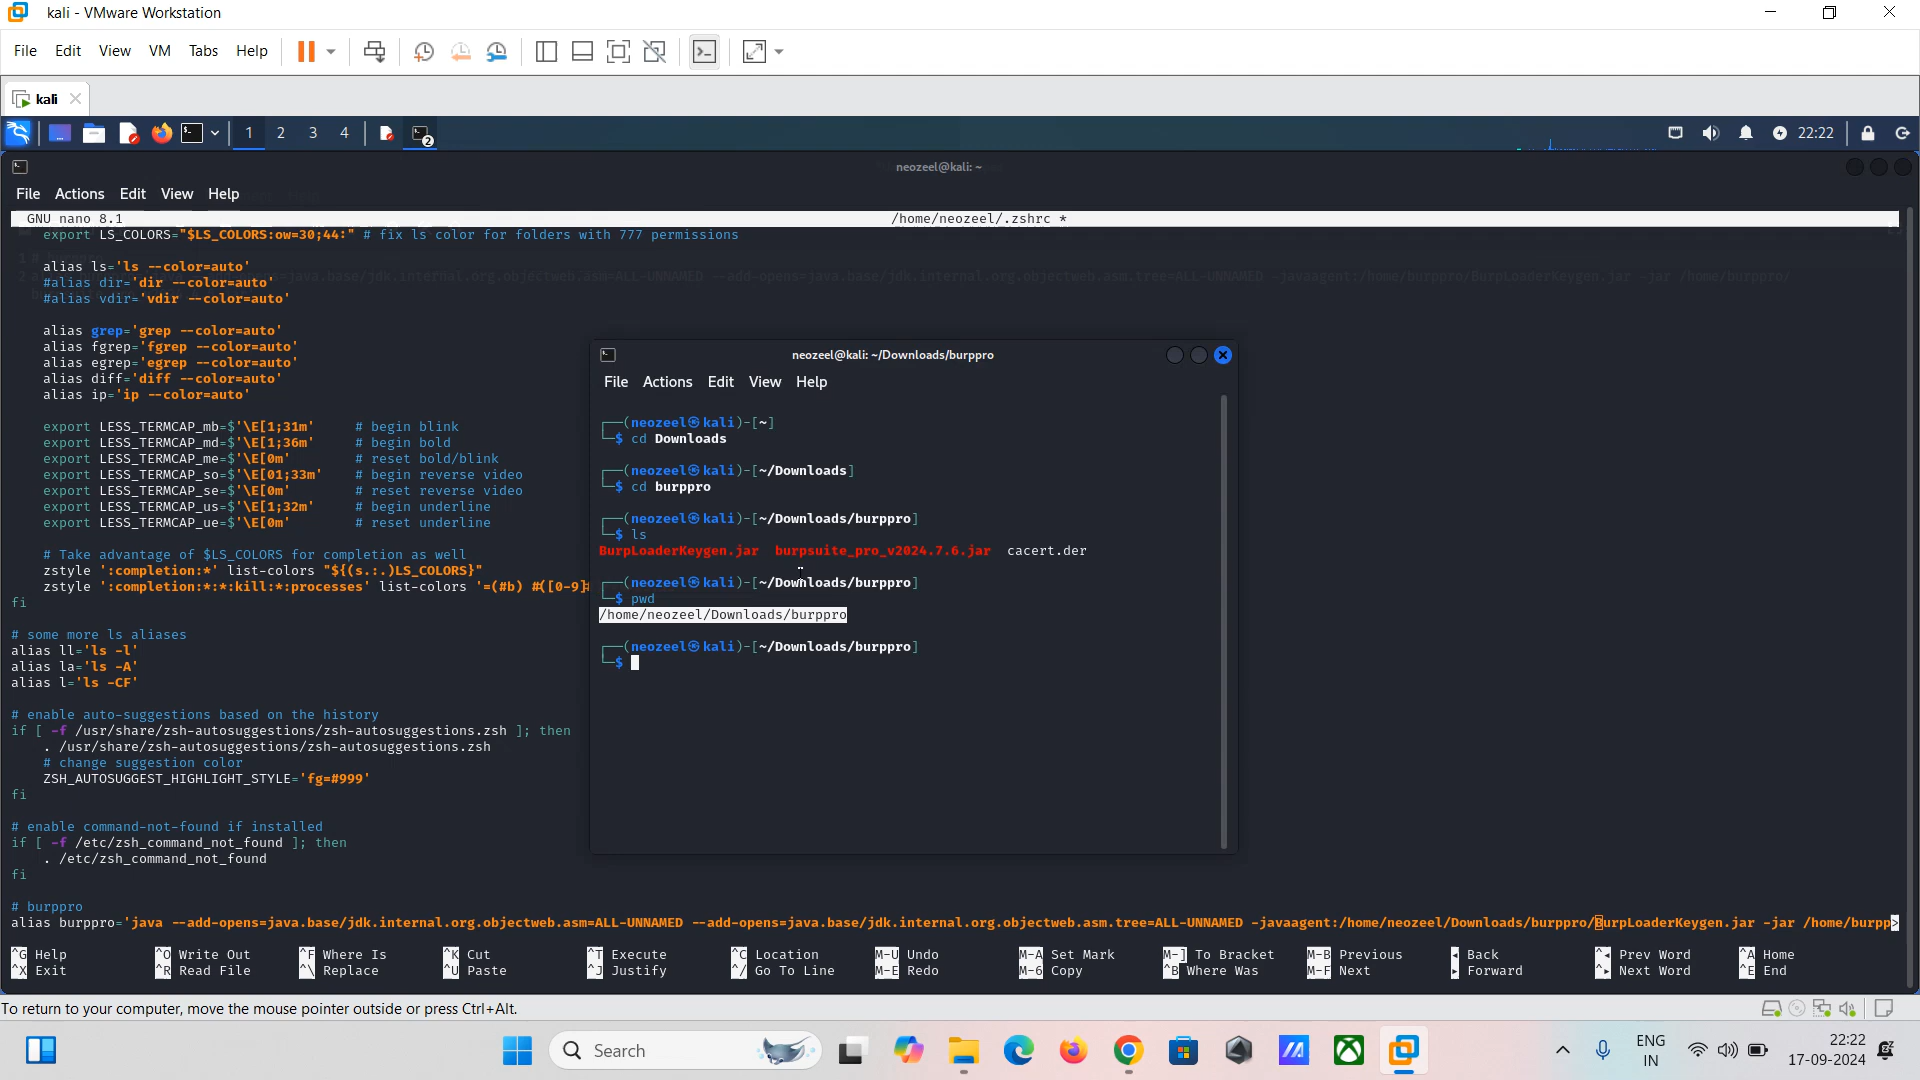 kali - VMware Workstation
File Edit View VM Tabs Help
kali
1 2 3 4 2 22:22
neozeel@kali: ~
File Actions Edit View Help
GNU nano 8.1 /home/neozeel/.zshrc *
export LS_COLORS="$LS_COLORS:ow=30;44:" # fix ls color for folders with 777 permissions
alias ls='ls --color=auto'
#alias dir='dir --color=auto'
#alias vdir='vdir --color=auto'
alias grep='grep --color=auto'
alias fgrep='fgrep --color=auto'
alias egrep='egrep --color=auto'
alias diff='diff --color=auto'
alias ip='ip --color=auto'
export LESS_TERMCAP_mb=$'\E[1;31m' # begin blink
export LESS_TERMCAP_md=$'\E[1;36m' # begin bold
export LESS_TERMCAP_me=$'\E[0m' # reset bold/blink
export LESS_TERMCAP_so=$'\E[01;33m' # begin reverse video
export LESS_TERMCAP_se=$'\E[0m' # reset reverse video
export LESS_TERMCAP_us=$'\E[1;32m' # begin underline
export LESS_TERMCAP_ue=$'\E[0m' # reset underline
# Take advantage of $LS_COLORS for completion as well
zstyle ':completion:*' list-colors "${(s.:.)LS_COLORS}"
zstyle ':completion:*:*:kill:*:processes' list-colors '=(#b) #([0-9]#
fi
# some more ls aliases
alias ll='ls -l'
alias la='ls -A'
alias l='ls -CF'
# enable auto-suggestions based on the history
if [ -f /usr/share/zsh-autosuggestions/zsh-autosuggestions.zsh ]; then
. /usr/share/zsh-autosuggestions/zsh-autosuggestions.zsh
# change suggestion color
ZSH_AUTOSUGGEST_HIGHLIGHT_STYLE='fg=#999'
fi
# enable command-not-found if installed
if [ -f /etc/zsh_command_not_found ]; then
. /etc/zsh_command_not_found
fi
# burppro
alias burppro='java --add-opens=java.base/jdk.internal.org.objectweb.asm=ALL-UNNAMED --add-opens=java.base/jdk.internal.org.objectweb.asm.tree=ALL-UNNAMED -javaagent:/home/neozeel/Downloads/burppro/BurpLoaderKeygen.jar -jar /home/burpp>
neozeel@kali: ~/Downloads/burppro
File Actions Edit View Help
┌──(neozeel㉿kali)-[~]
└─$ cd Downloads
┌──(neozeel㉿kali)-[~/Downloads]
└─$ cd burppro
┌──(neozeel㉿kali)-[~/Downloads/burppro]
└─$ ls
BurpLoaderKeygen.jar burpsuite_pro_v2024.7.6.jar cacert.der
┌──(neozeel㉿kali)-[~/Downloads/burppro]
└─$ pwd
/home/neozeel/Downloads/burppro
┌──(neozeel㉿kali)-[~/Downloads/burppro]
└─$
^G Help ^O Write Out ^F Where Is ^K Cut ^T Execute ^C Location M-U Undo M-A Set Mark M-] To Bracket M-B Previous ◂ Back ^◂ Prev Word ^A Home
^X Exit ^R Read File ^\ Replace ^U Paste ^J Justify ^/ Go To Line M-E Redo M-6 Copy ^B Where Was M-F Next ▸ Forward ^▸ Next Word ^E End
To return to your computer, move the mouse pointer outside or press Ctrl+Alt.
Search
ENG
IN
22:22
17-09-2024